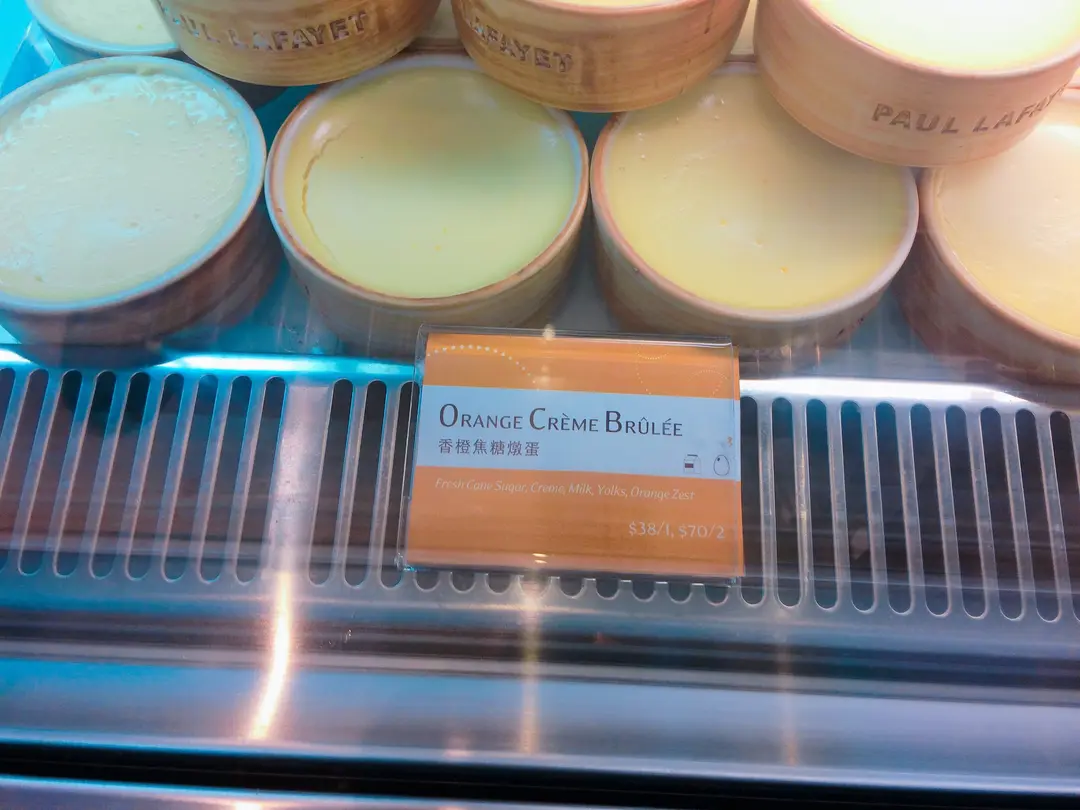 PAUL LAFAYET
LAFAYET
PAUL LAFAY
ORANGE CRÈME BRÛLÉE
香橙焦糖燉蛋
Fresh Cane Sugar, Creme, Milk, Yolks, Orange Zest
$38/1, $70/2